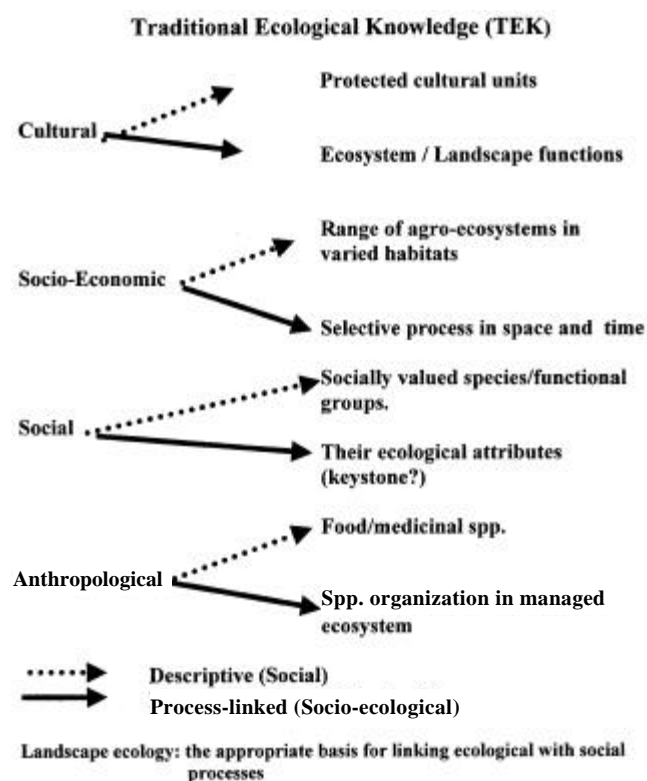 Traditional Ecological Knowledge (TEK)
Protected cultural units
Cultural
Ecosystem / Landscape functions
Range of agro-ecosystems in
varied habitats
Socio-Economic
Selective process in space and time
Socially valued species/functional
groups.
Social
Their ecological attributes
(keystone?)
Food/medicinal spp.
Anthropological
Spp. organization in managed
ecosystem
Descriptive (Social)
Process-linked (Socio-ecological)
Landscape ecology: the appropriate basis for linking ecological with social
processes